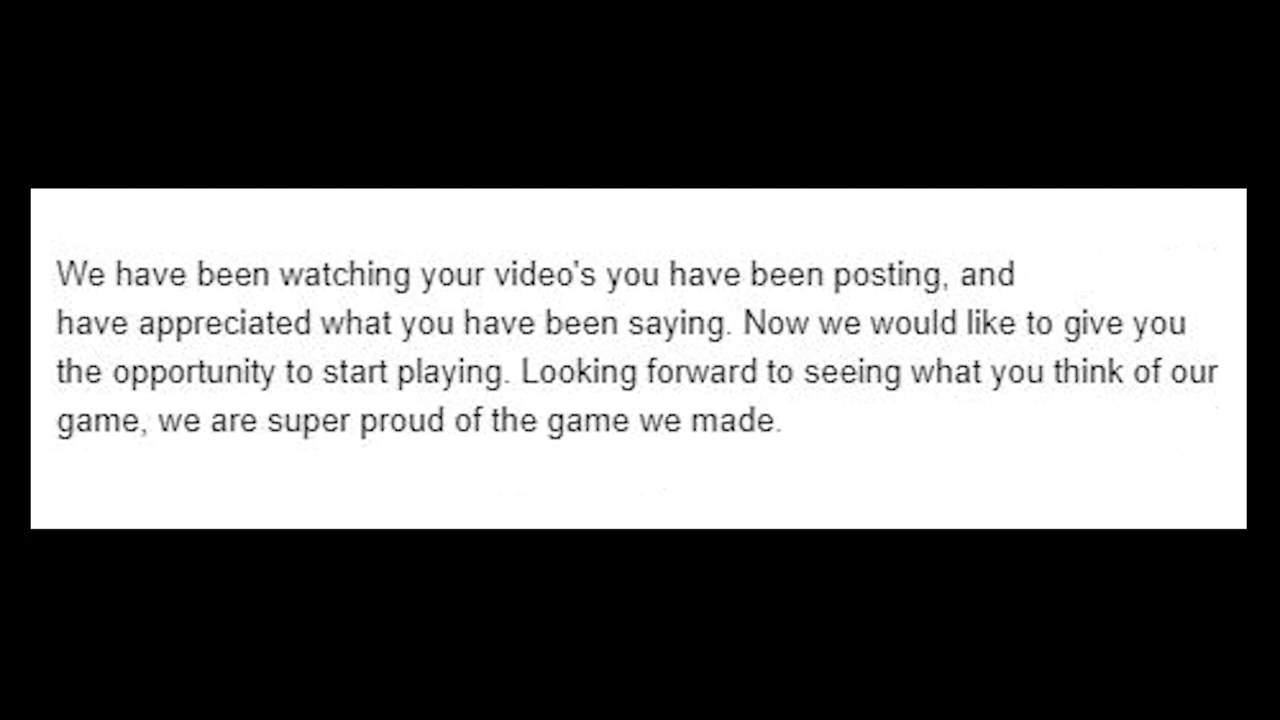 We have been watching your video's you have been posting, and
have appreciated what you have been saying. Now we would like to give you
the opportunity to start playing. Looking forward to seeing what you think of our
game, we are super proud of the game we made.